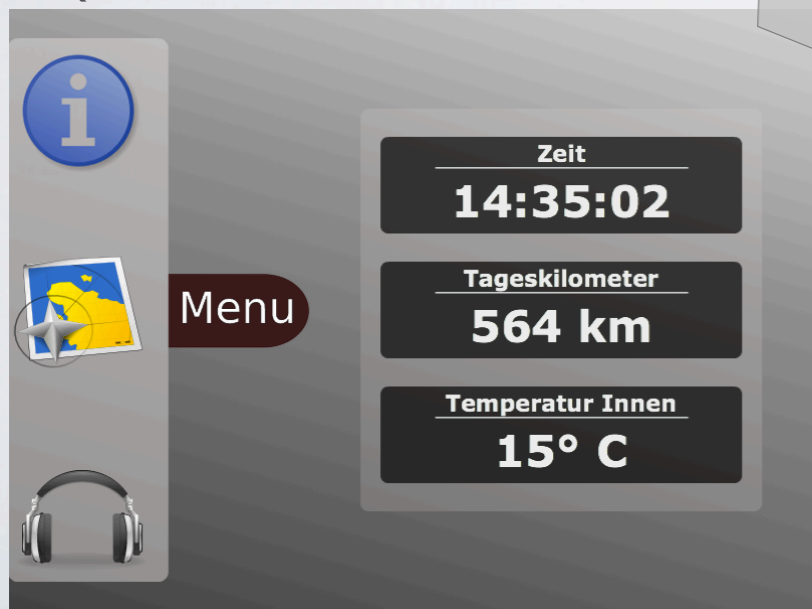 Menu
Zeit
14:35:02
Tageskilometer
564 km
Temperatur Innen
15° C